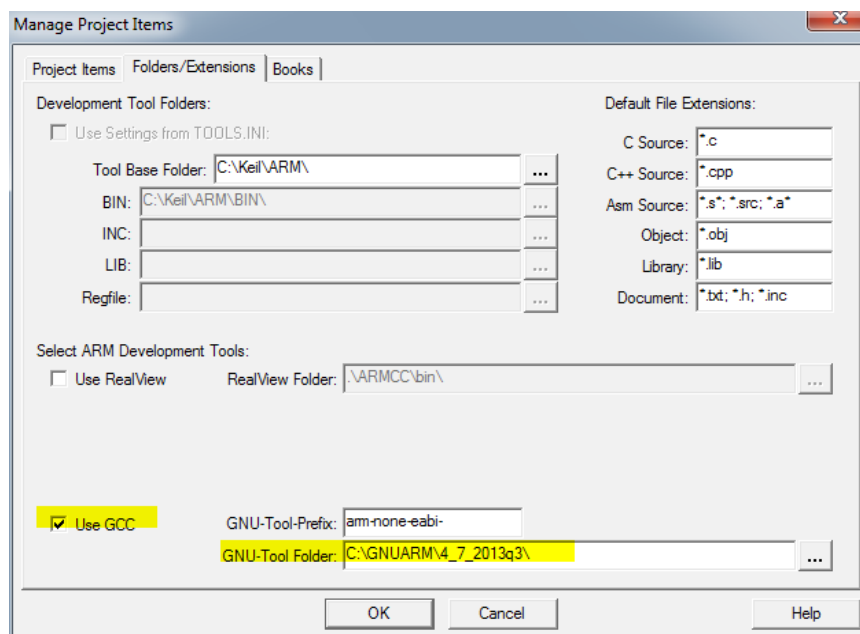 Manage Project Items
X
Project Items Folders/Extensions Books
Development Tool Folders:
Use Settings from TOOLS.INI:
Tool Base Folder: C:\Keil\ARM\ ...
BIN: C:\Keil\ARM\BIN\ ...
INC: ...
LIB: ...
Regfile: ...
Default File Extensions:
C Source: *.c
C++ Source: *.cpp
Asm Source: *.s*; *.src; *.a*
Object: *.obj
Library: *.lib
Document: *.txt; *.h; *.inc
Select ARM Development Tools:
Use RealView RealView Folder: .\ARMCC\bin\ ...
Use GCC GNU-Tool-Prefix: arm-none-eabi-
GNU-Tool Folder: C:\GNUARM\4_7_2013q3\ ...
OK Cancel Help